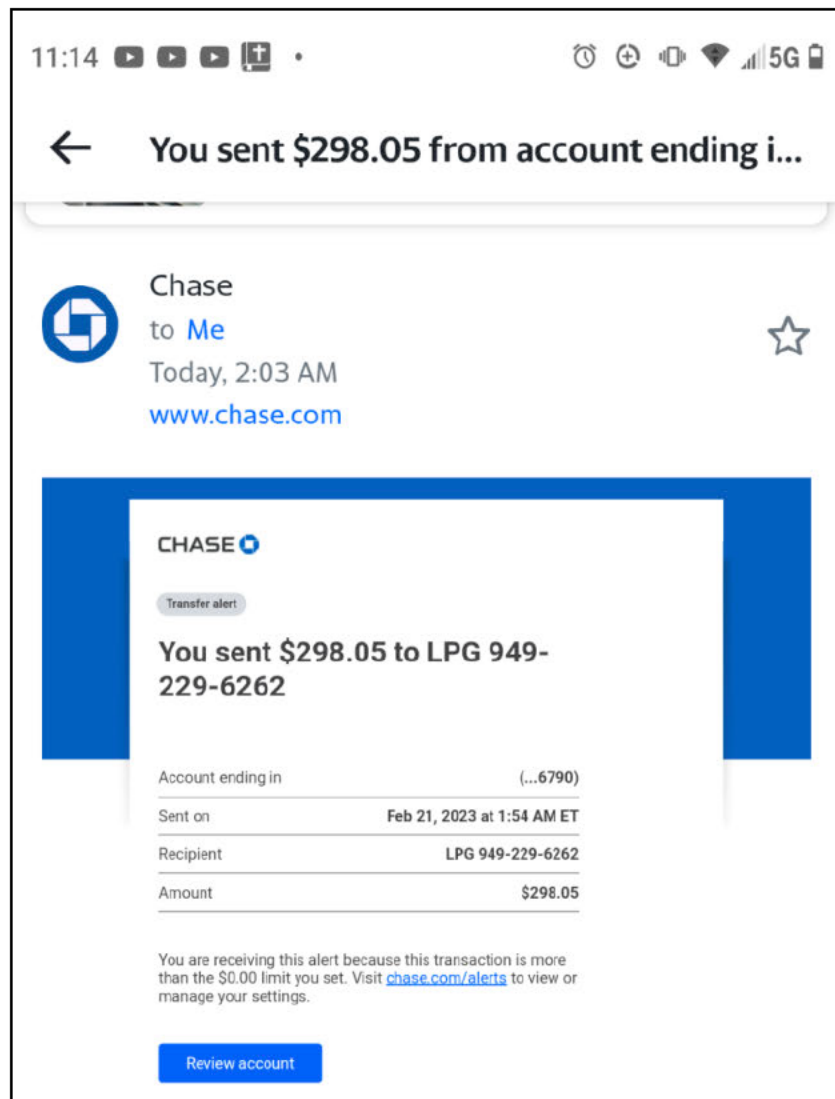 11:14 5G
You sent $298.05 from account ending i...
Chase
to Me
Today, 2:03 AM
www.chase.com
CHASE
Transfer alert
You sent $298.05 to LPG 949-
229-6262
Account ending in (...6790)
Sent on Feb 21, 2023 at 1:54 AM ET
Recipient LPG 949-229-6262
Amount $298.05
You are receiving this alert because this transaction is more
than the $0.00 limit you set. Visit chase.com/alerts to view or
manage your settings.
Review account